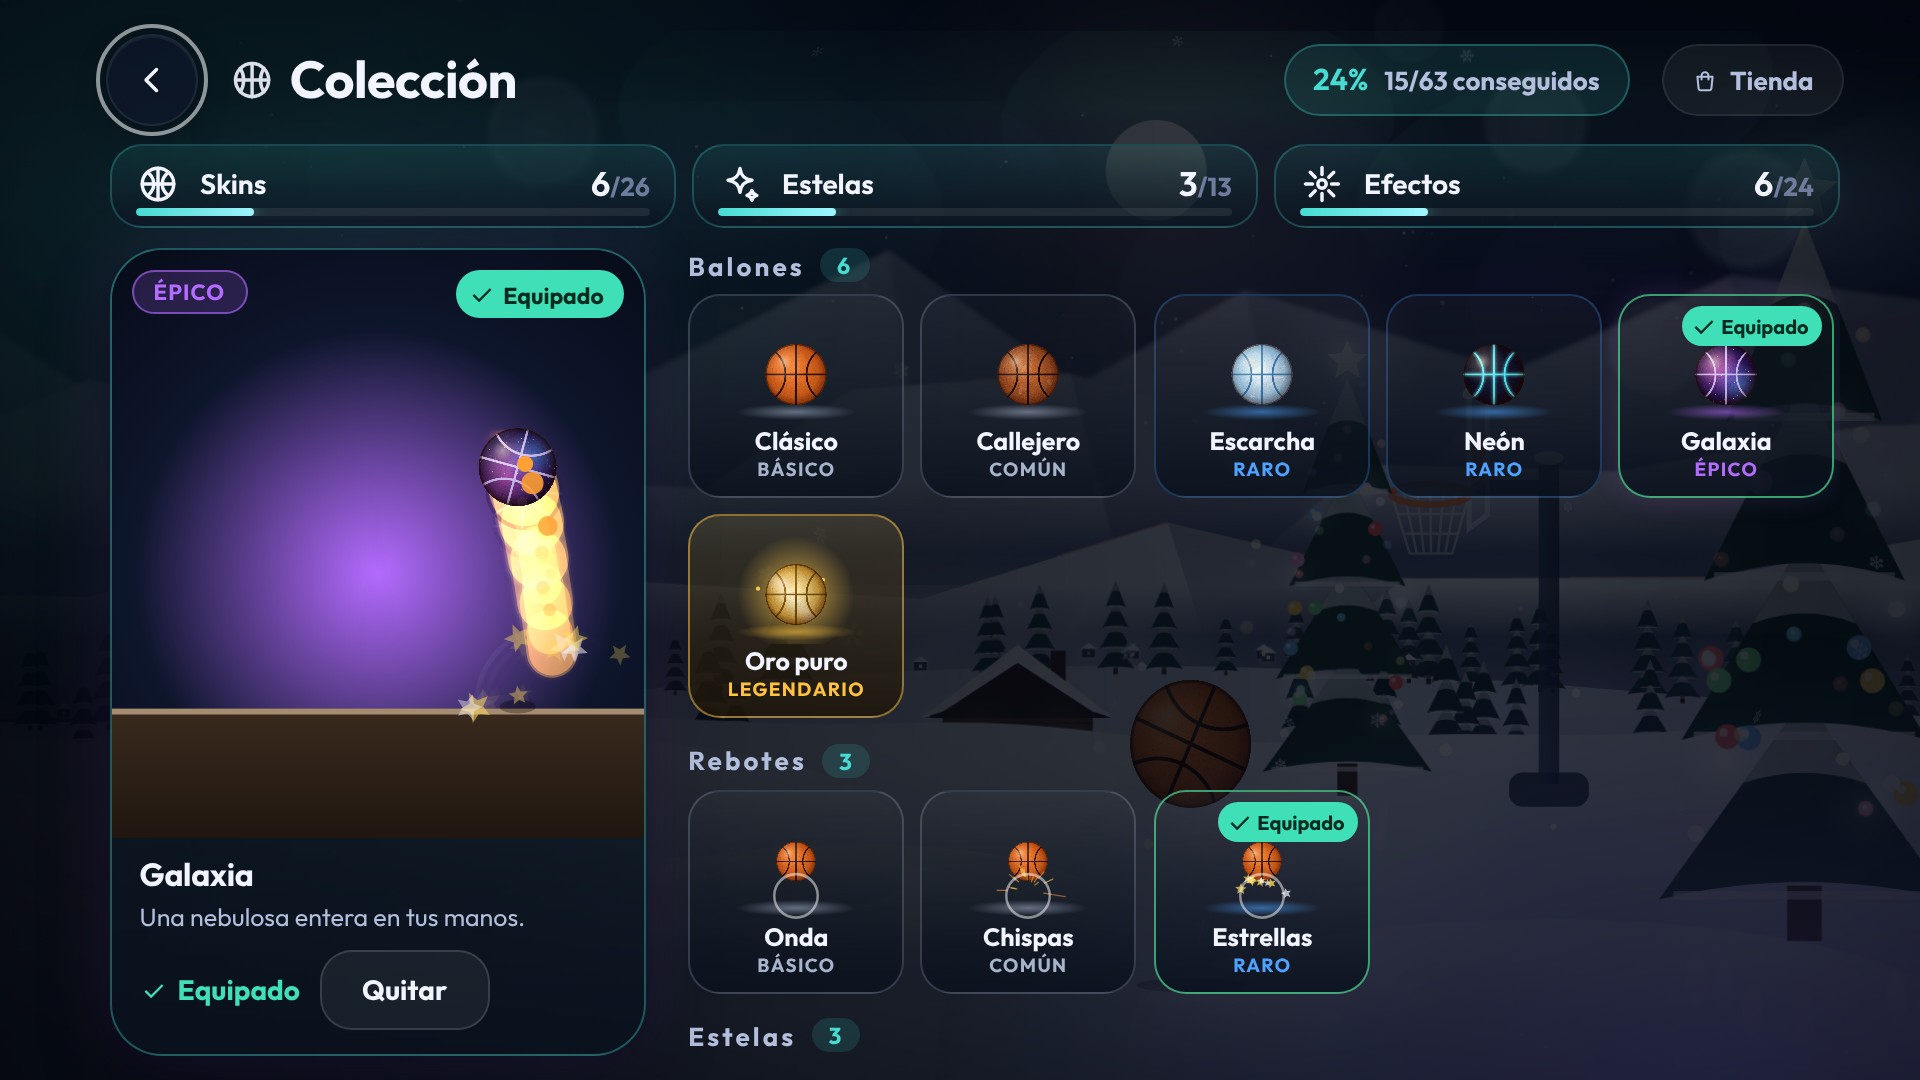 Colección
24% 15/63 conseguidos
Tienda
Skins 6/26
Estelas 3/13
Efectos 6/24
ÉPICO
Equipado
Galaxia
Una nebulosa entera en tus manos.
Equipado
Quitar
Balones 6
Clásico
BÁSICO
Callejero
COMÚN
Escarcha
RARO
Neón
RARO
Equipado
Galaxia
ÉPICO
Oro puro
LEGENDARIO
Rebotes 3
Onda
BÁSICO
Chispas
COMÚN
Equipado
Estrellas
RARO
Estelas 3